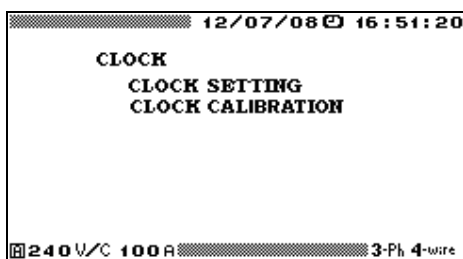 12/07/08 16:51:20
CLOCK
CLOCK SETTING
CLOCK CALIBRATION
A 240 V/C 100 A 3-Ph 4-wire